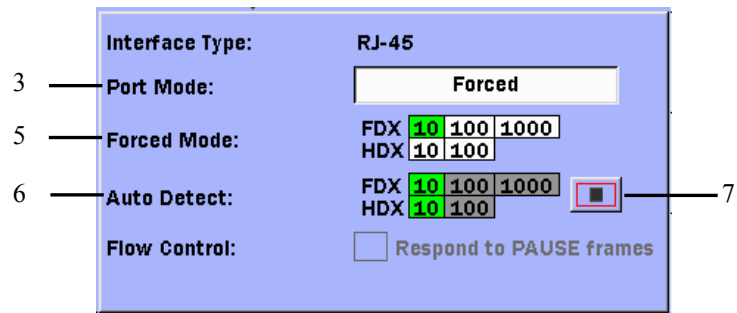 Interface Type: RJ-45
3 Port Mode: Forced
5 Forced Mode: FDX 10 100 1000
HDX 10 100
6 Auto Detect: FDX 10 100 1000 7
HDX 10 100
Flow Control: Respond to PAUSE frames